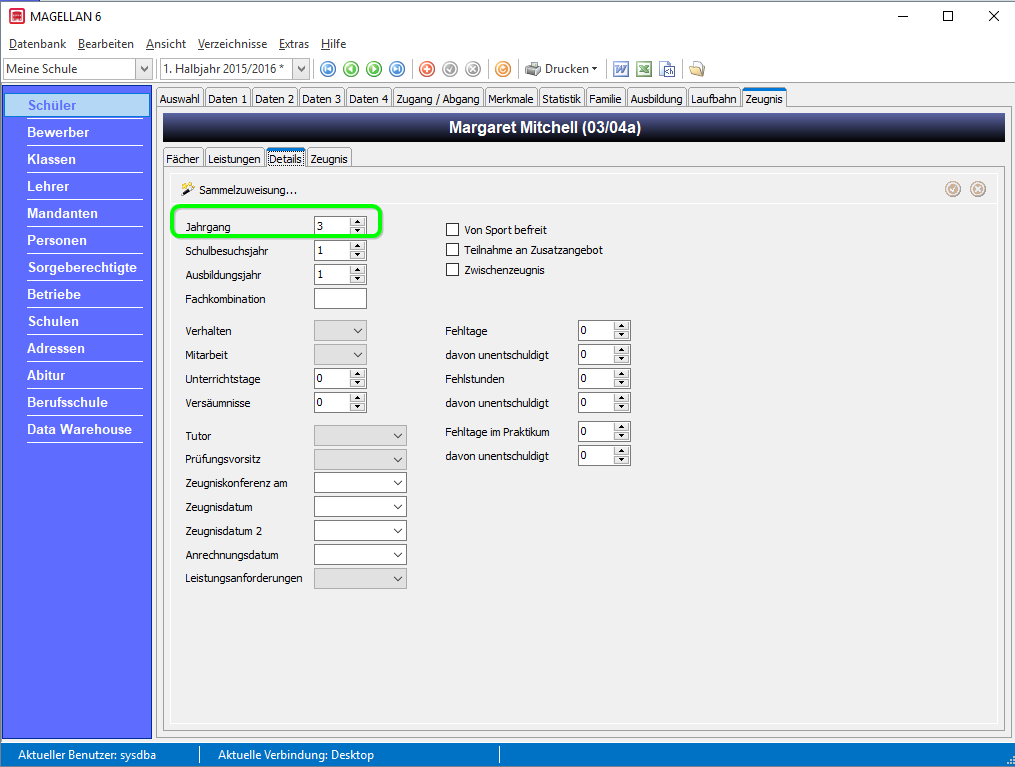 MAGELLAN 6
Datenbank Bearbeiten Ansicht Verzeichnisse Extras Hilfe
Meine Schule 1. Halbjahr 2015/2016 * Drucken
Auswahl Daten 1 Daten 2 Daten 3 Daten 4 Zugang / Abgang Merkmale Statistik Familie Ausbildung Laufbahn Zeugnis
Schüler
Bewerber
Klassen
Lehrer
Mandanten
Personen
Sorgeberechtigte
Betriebe
Schulen
Adressen
Abitur
Berufsschule
Data Warehouse
Margaret Mitchell (03/04a)
Fächer Leistungen Details Zeugnis
Sammelzuweisung...
Jahrgang 3
Schulbesuchsjahr 1
Ausbildungsjahr 1
Fachkombination
Von Sport befreit
Teilnahme an Zusatzangebot
Zwischenzeugnis
Verhalten
Mitarbeit
Unterrichtstage 0
Versäumnisse 0
Fehltage 0
davon unentschuldigt 0
Fehlstunden 0
davon unentschuldigt 0
Fehltage im Praktikum 0
davon unentschuldigt 0
Tutor
Prüfungsvorsitz
Zeugniskonferenz am
Zeugnisdatum
Zeugnisdatum 2
Anrechnungsdatum
Leistungsanforderungen
Aktueller Benutzer: sysdba Aktuelle Verbindung: Desktop